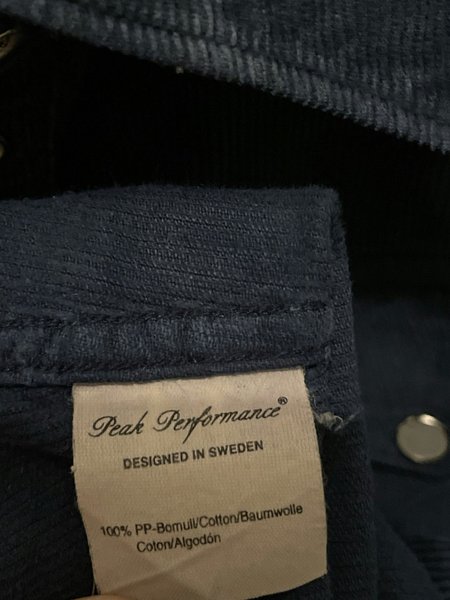 Peak Performance®
DESIGNED IN SWEDEN
100% PP-Bomull/Cotton/Baumwolle
Coton/Algodón